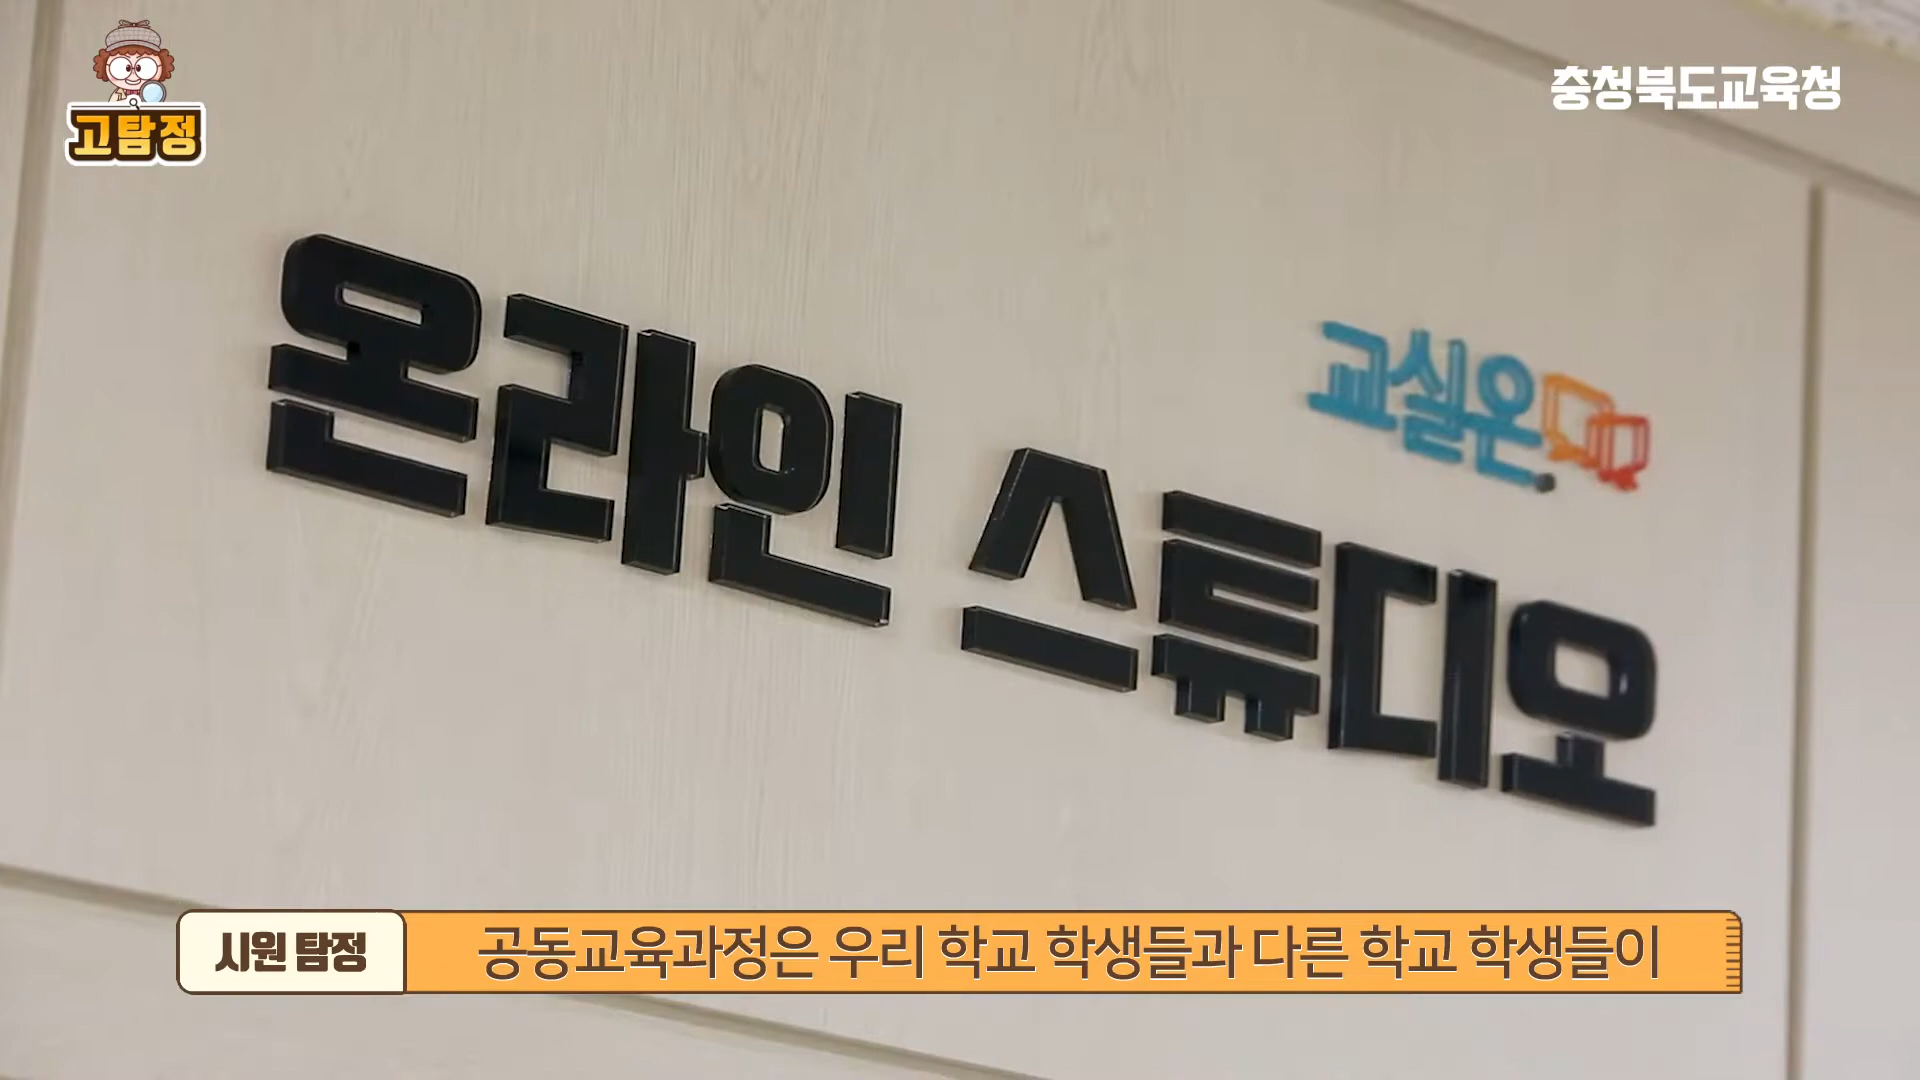 고탐정
충청북도교육청
교실온
온라인 스튜디오
시원 탐정
공동교육과정은 우리 학교 학생들과 다른 학교 학생들이